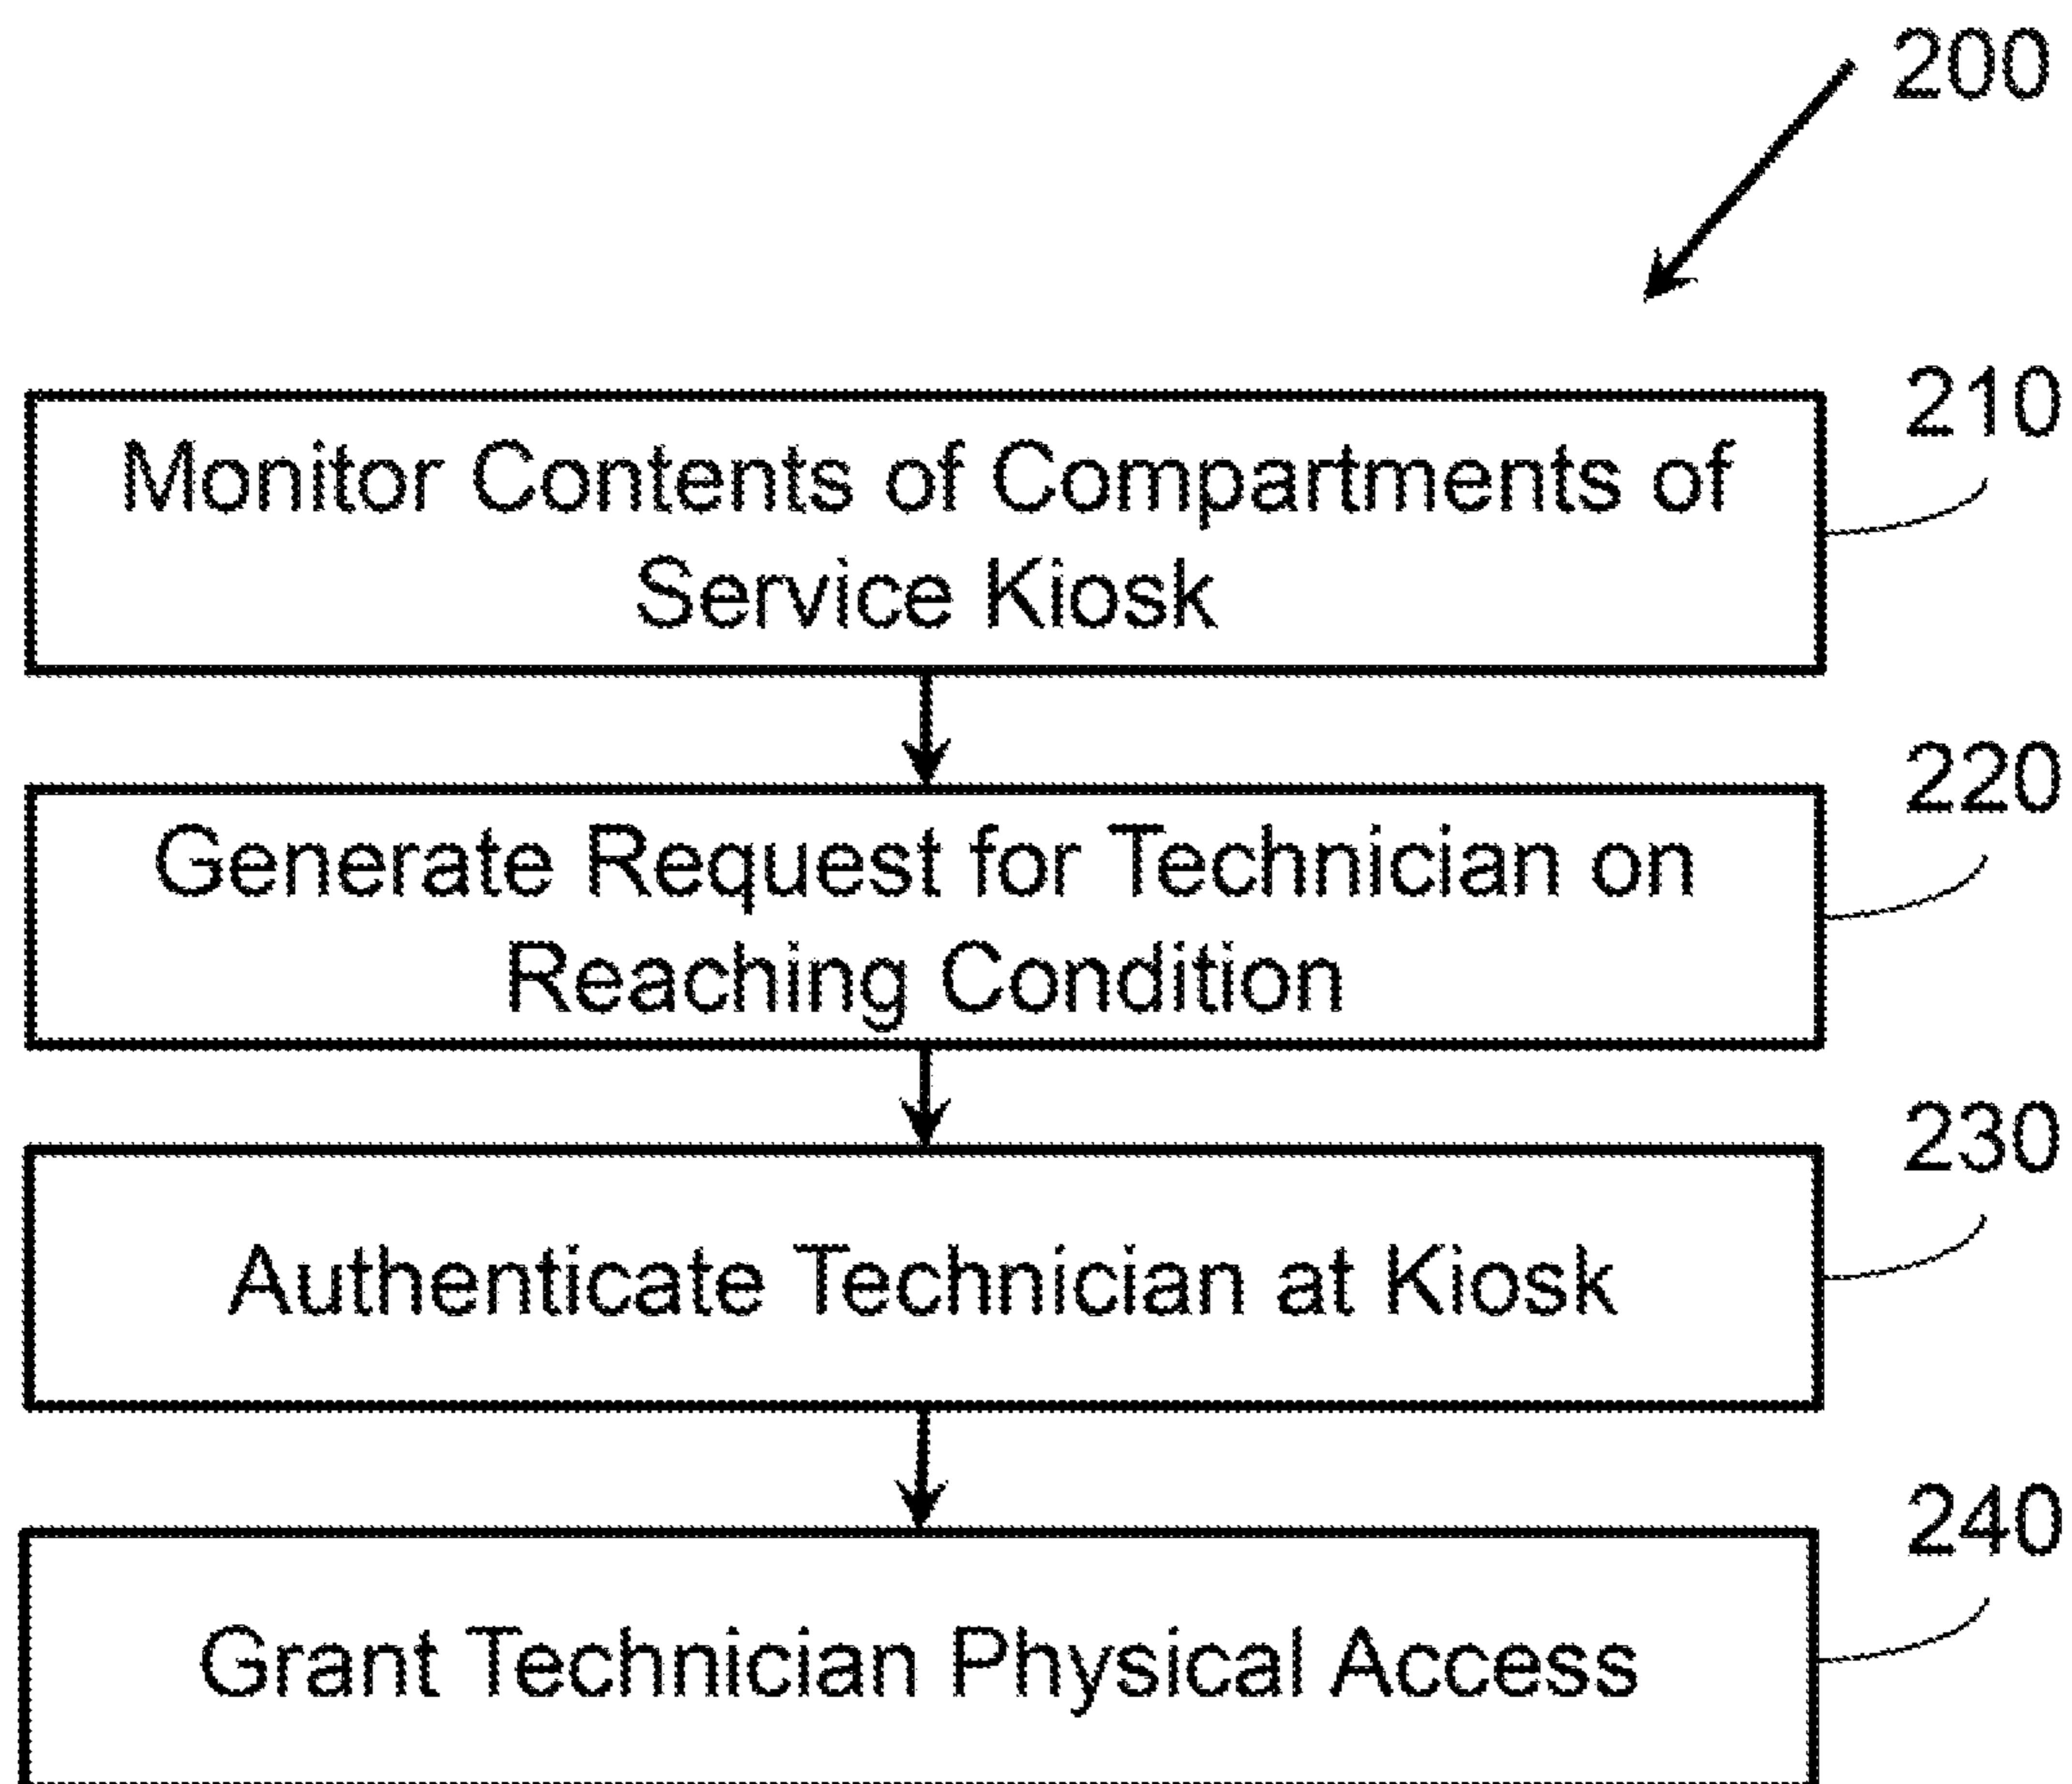 200
210
Monitor Contents of Compartments of
Service Kiosk
220
Generate Request for Technician on
Reaching Condition
230
Authenticate Technician at Kiosk
240
Grant Technician Physical Access